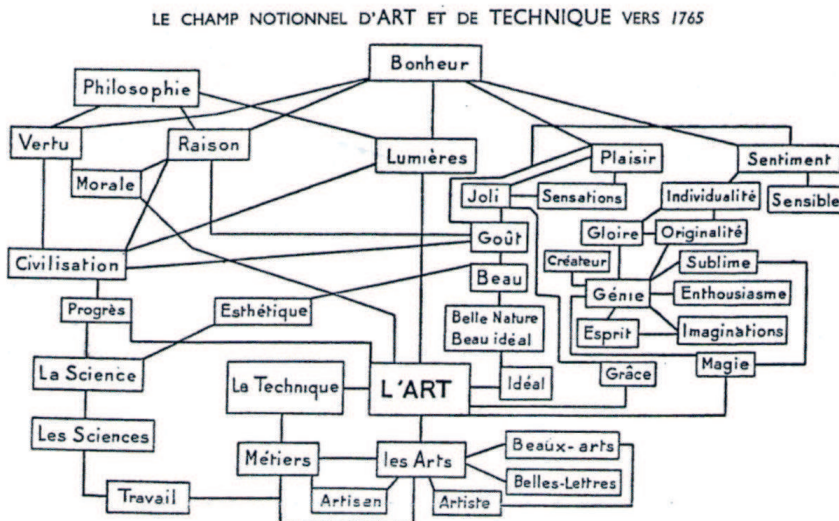 LE CHAMP NOTIONNEL D'ART ET DE TECHNIQUE VERS 1765
Bonheur
Philosophie
Vertu
Raison
Lumières
Plaisir
Sentiment
Morale
Joli
Sensations
Individualité
Sensible
Goût
Gloire
Originalité
Civilisation
Créateur
Sublime
Beau
Génie
Enthousiasme
Progrès
Esthétique
Belle Nature
Beau idéal
Esprit
Imaginations
La Science
La Technique
L'ART
Idéal
Grâce
Magie
Les Sciences
Métiers
les Arts
Beaux-arts
Belles-Lettres
Travail
Artisan
Artiste